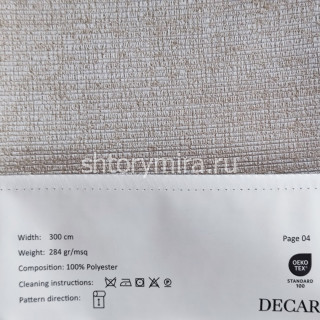 shtorymira.ru
Width: 300 cm
Page 04
Weight: 284 gr/msq
Composition: 100% Polyester
Cleaning instructions:
Pattern direction:
OEKO
TEX®
STANDARD
100
DECAR